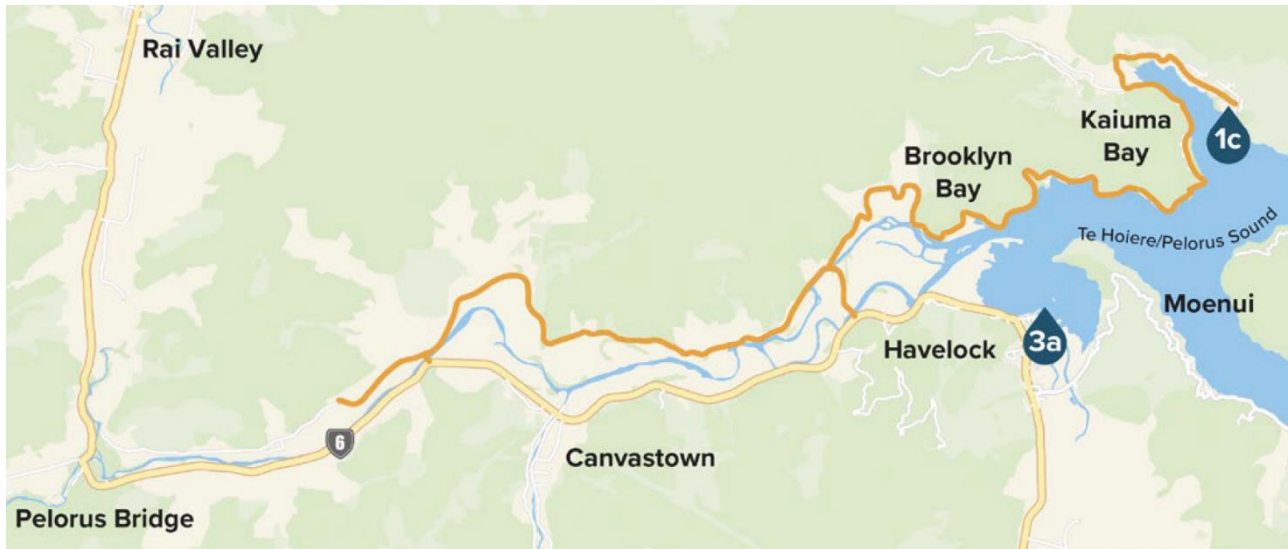 Rai Valley
Kaiuma
Bay
1c
Brooklyn
Bay
Te Hoiere/Pelorus Sound
Moenui
3a
Havelock
6
Canvastown
Pelorus Bridge